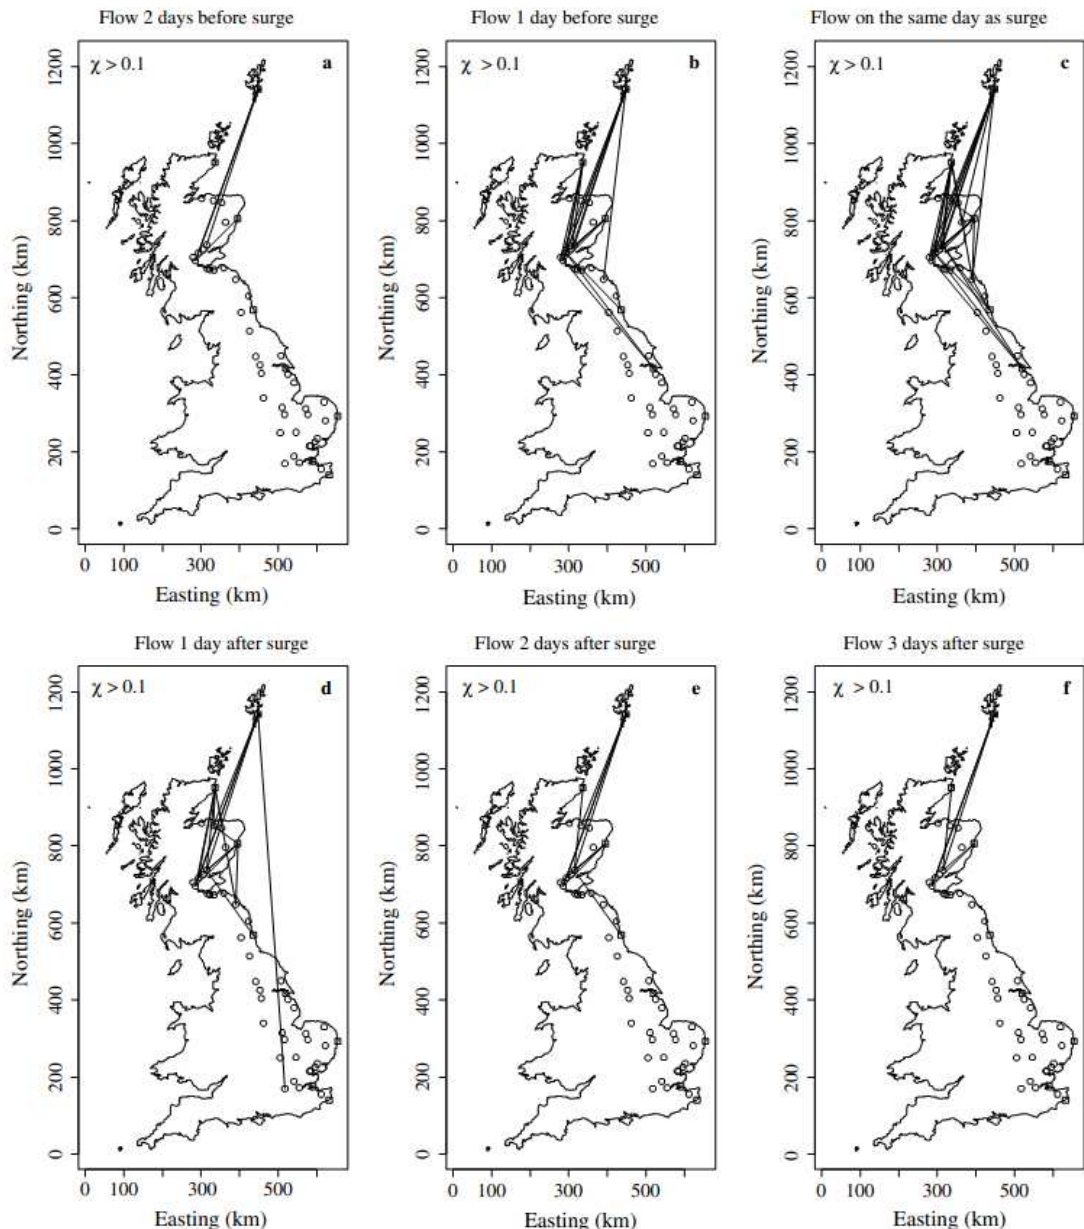 Flow 2 days before surge
Flow 1 day before surge
Flow on the same day as surge
χ > 0.1
a
χ > 0.1
b
χ > 0.1
c
Northing (km)
0 200 400 600 800 1000 1200
Northing (km)
0 200 400 600 800 1000 1200
Northing (km)
0 200 400 600 800 1000 1200
0 100 300 500
0 100 300 500
0 100 300 500
Easting (km)
Easting (km)
Easting (km)
Flow 1 day after surge
Flow 2 days after surge
Flow 3 days after surge
χ > 0.1
d
χ > 0.1
e
χ > 0.1
f
Northing (km)
0 200 400 600 800 1000 1200
Northing (km)
0 200 400 600 800 1000 1200
Northing (km)
0 200 400 600 800 1000 1200
0 100 300 500
0 100 300 500
0 100 300 500
Easting (km)
Easting (km)
Easting (km)